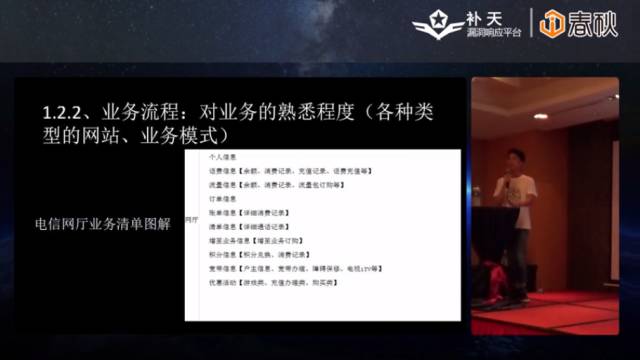 补天
漏洞响应平台
春秋
1.2.2、业务流程：对业务的熟悉程度（各种类
型的网站、业务模式）
电信网厅业务清单图解
网厅
个人信息
话费信息【余额、消费记录、充值记录、话费充值等】
流量信息【余额、消费记录、流量包订购等】
订单信息
账单信息【详细消费记录】
清单信息【详细通话记录】
增至业务信息【增至业务订购】
积分信息【积分兑换、消费记录】
宽带信息【户主信息、宽带办理、障碍保修、电视iTV等】
优惠活动【游戏类、充值办理类、购买类】